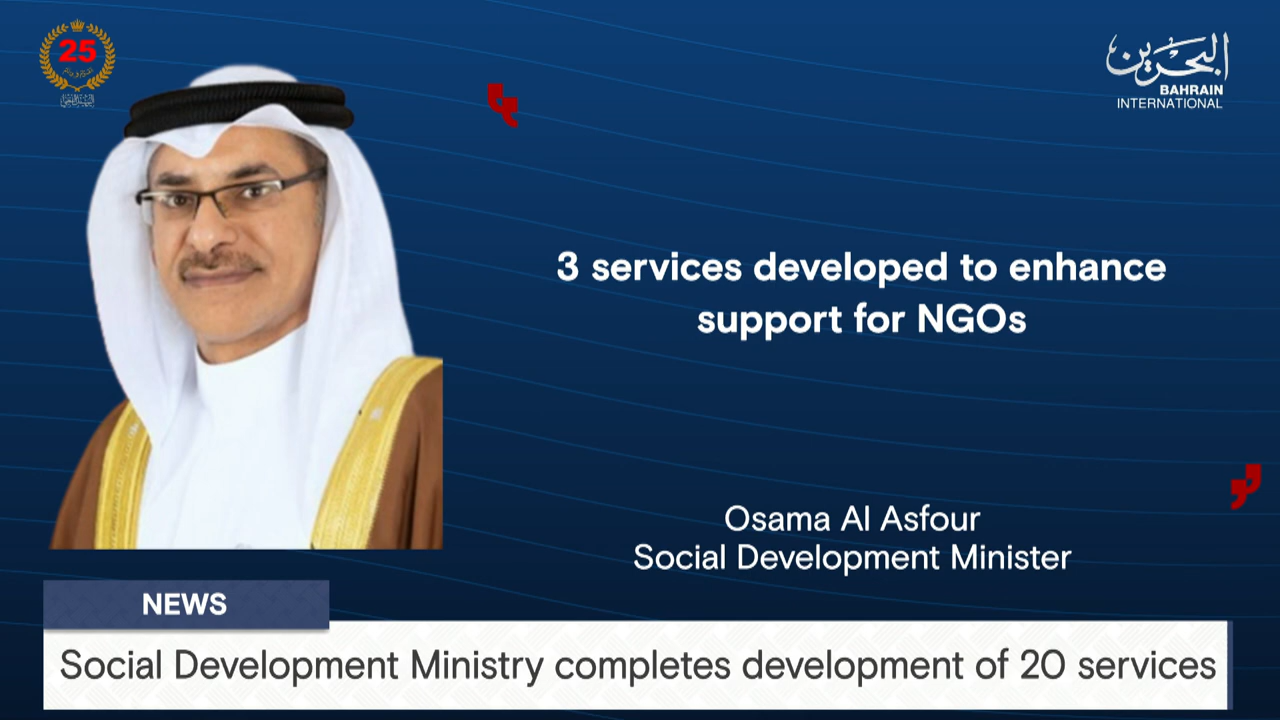 25
البحرين
BAHRAIN
INTERNATIONAL
3 services developed to enhance
support for NGOs
Osama Al Asfour
Social Development Minister
NEWS
Social Development Ministry completes development of 20 services